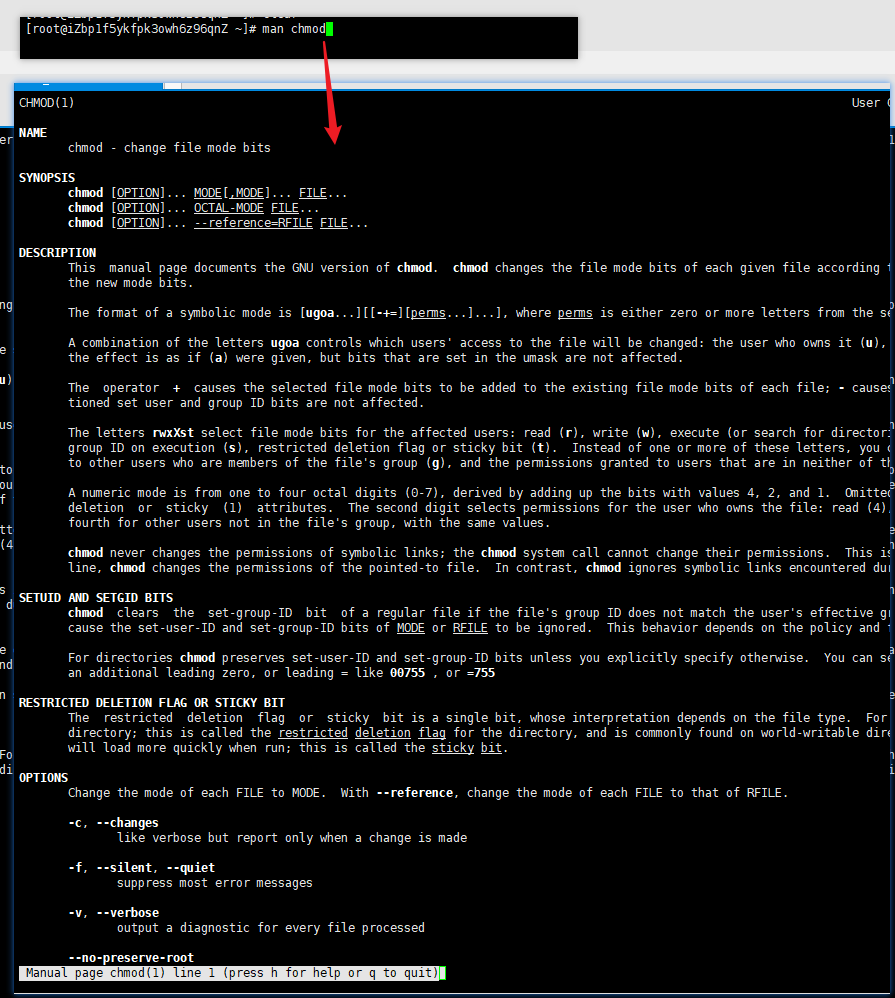 [root@iZbp1f5ykfpk3owh6z96qnZ ~]# man chmod
CHMOD(1) User
NAME
chmod - change file mode bits
SYNOPSIS
chmod [OPTION]... MODE[,MODE]... FILE...
chmod [OPTION]... OCTAL-MODE FILE...
chmod [OPTION]... --reference=RFILE FILE...
DESCRIPTION
This manual page documents the GNU version of chmod. chmod changes the file mode bits of each given file according
the new mode bits.
The format of a symbolic mode is [ugoa...][[-+=][perms...]...], where perms is either zero or more letters from the
A combination of the letters ugoa controls which users' access to the file will be changed: the user who owns it (u),
the effect is as if (a) were given, but bits that are set in the umask are not affected.
The operator + causes the selected file mode bits to be added to the existing file mode bits of each file; - causes
tioned set user and group ID bits are not affected.
The letters rwxXst select file mode bits for the affected users: read (r), write (w), execute (or search for
group ID on execution (s), restricted deletion flag or sticky bit (t). Instead of one or more of these letters, you
to other users who are members of the file's group (g), and the permissions granted to users that are in neither of
A numeric mode is from one to four octal digits (0-7), derived by adding up the bits with values 4, 2, and 1. Omitted
deletion or sticky (1) attributes. The second digit selects permissions for the user who owns the file: read (4),
fourth for other users not in the file's group, with the same values.
chmod never changes the permissions of symbolic links; the chmod system call cannot change their permissions. This is
line, chmod changes the permissions of the pointed-to file. In contrast, chmod ignores symbolic links encountered
SETUID AND SETGID BITS
chmod clears the set-group-ID bit of a regular file if the file's group ID does not match the user's effective
cause the set-user-ID and set-group-ID bits of MODE or RFILE to be ignored. This behavior depends on the policy and
For directories chmod preserves set-user-ID and set-group-ID bits unless you explicitly specify otherwise. You can
an additional leading zero, or leading = like 00755 , or =755
RESTRICTED DELETION FLAG OR STICKY BIT
The restricted deletion flag or sticky bit is a single bit, whose interpretation depends on the file type. For
directory; this is called the restricted deletion flag for the directory, and is commonly found on world-writable
will load more quickly when run; this is called the sticky bit.
OPTIONS
Change the mode of each FILE to MODE. With --reference, change the mode of each FILE to that of RFILE.
-c, --changes
like verbose but report only when a change is made
-f, --silent, --quiet
suppress most error messages
-v, --verbose
output a diagnostic for every file processed
--no-preserve-root
Manual page chmod(1) line 1 (press h for help or q to quit)